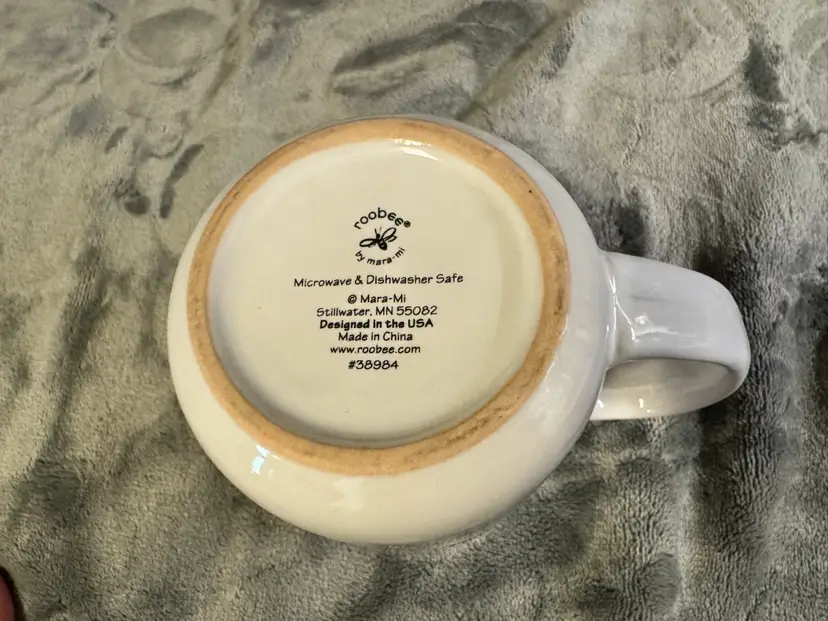 roobee®
by mara-mi
Microwave & Dishwasher Safe
© Mara-Mi
Stillwater, MN 55082
Designed in the USA
Made in China
www.roobee.com
#38984